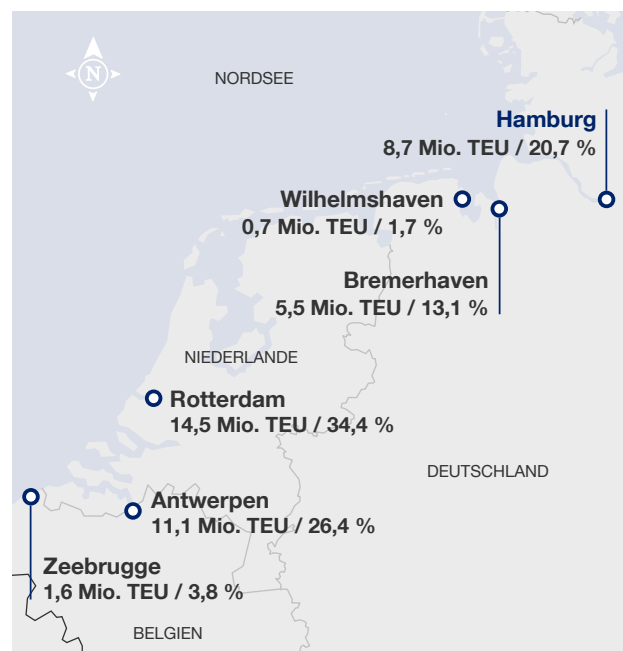 N
NORDSEE
Hamburg
8,7 Mio. TEU / 20,7 %
Wilhelmshaven
0,7 Mio. TEU / 1,7 %
Bremerhaven
5,5 Mio. TEU / 13,1 %
NIEDERLANDE
Rotterdam
14,5 Mio. TEU / 34,4 %
DEUTSCHLAND
Antwerpen
11,1 Mio. TEU / 26,4 %
Zeebrugge
1,6 Mio. TEU / 3,8 %
BELGIEN